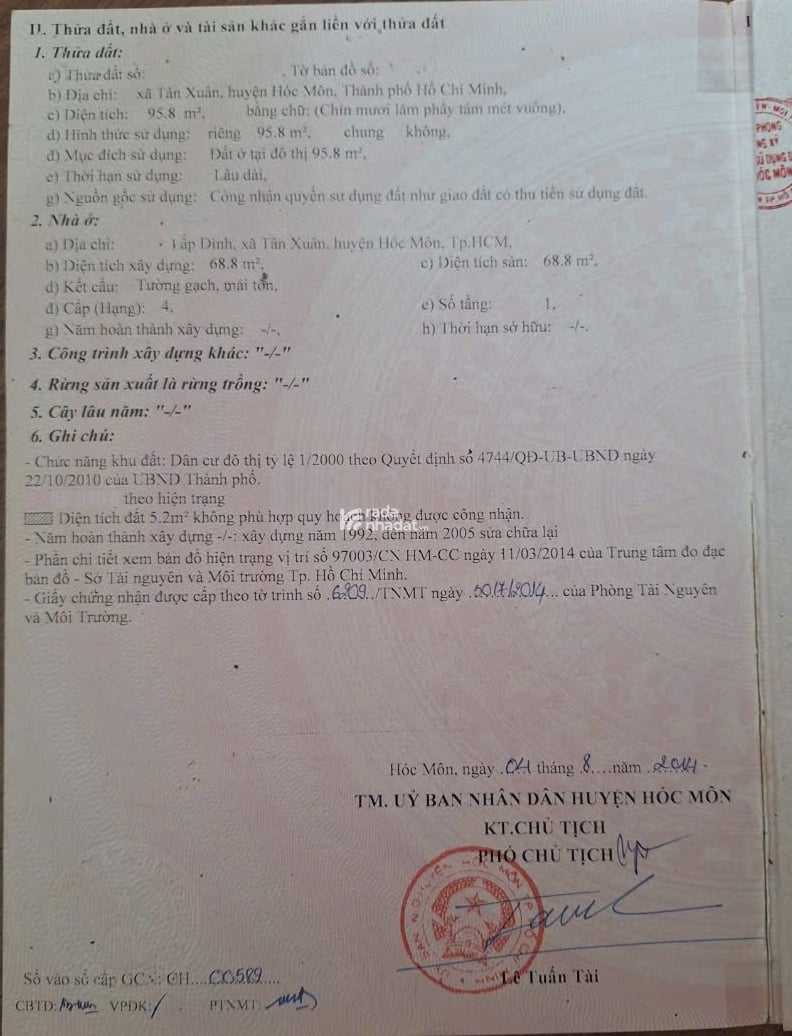 II. Thửa đất, nhà ở và tài sản khác gắn liền với thửa đất
1. Thửa đất:
a) Thửa đất số: , Tờ bản đồ số:
b) Địa chỉ: xã Tân Xuân, huyện Hóc Môn, Thành phố Hồ Chí Minh,
c) Diện tích: 95.8 m², bằng chữ: (Chín mươi lăm phẩy tám mét vuông),
d) Hình thức sử dụng: riêng 95.8 m², chung không,
đ) Mục đích sử dụng: Đất ở tại đô thị 95.8 m²,
e) Thời hạn sử dụng: Lâu dài,
g) Nguồn gốc sử dụng: Công nhận quyền sử dụng đất như giao đất có thu tiền sử dụng đất.
2. Nhà ở:
a) Địa chỉ: ấp Đình, xã Tân Xuân, huyện Hóc Môn, Tp.HCM,
b) Diện tích xây dựng: 68.8 m², c) Diện tích sàn: 68.8 m²,
d) Kết cấu: Tường gạch, mái tôn,
đ) Cấp (Hạng): 4, e) Số tầng: 1,
g) Năm hoàn thành xây dựng: -/-, h) Thời hạn sở hữu: -/-.
3. Công trình xây dựng khác: "-/-"
4. Rừng sản xuất là rừng trồng: "-/-"
5. Cây lâu năm: "-/-"
6. Ghi chú:
- Chức năng khu đất: Dân cư đô thị tỷ lệ 1/2000 theo Quyết định số 4744/QĐ-UB-UBND ngày
22/10/2010 của UBND Thành phố.
theo hiện trạng
Diện tích đất 5.2m² không phù hợp quy hoạch không được công nhận.
rada
nhadat.vn
- Năm hoàn thành xây dựng -/-: xây dựng năm 1992, đến năm 2005 sửa chữa lại
- Phần chi tiết xem bản đồ hiện trạng vị trí số 97003/CN HM-CC ngày 11/03/2014 của Trung tâm đo đạc
bản đồ - Sở Tài nguyên và Môi trường Tp. Hồ Chí Minh.
- Giấy chứng nhận được cấp theo tờ trình số .6209../TNMT ngày .30/7/2014... của Phòng Tài Nguyên
và Môi Trường.
Hóc Môn, ngày .04 tháng .8....năm ..2014.
TM. UỶ BAN NHÂN DÂN HUYỆN HÓC MÔN
KT.CHỦ TỊCH
PHÓ CHỦ TỊCH
Lê Tuấn Tài
Số vào sổ cấp GCN: CH....00589....
CBTD: VPĐK: PTNMT:
PHÒNG
HÓC MÔN